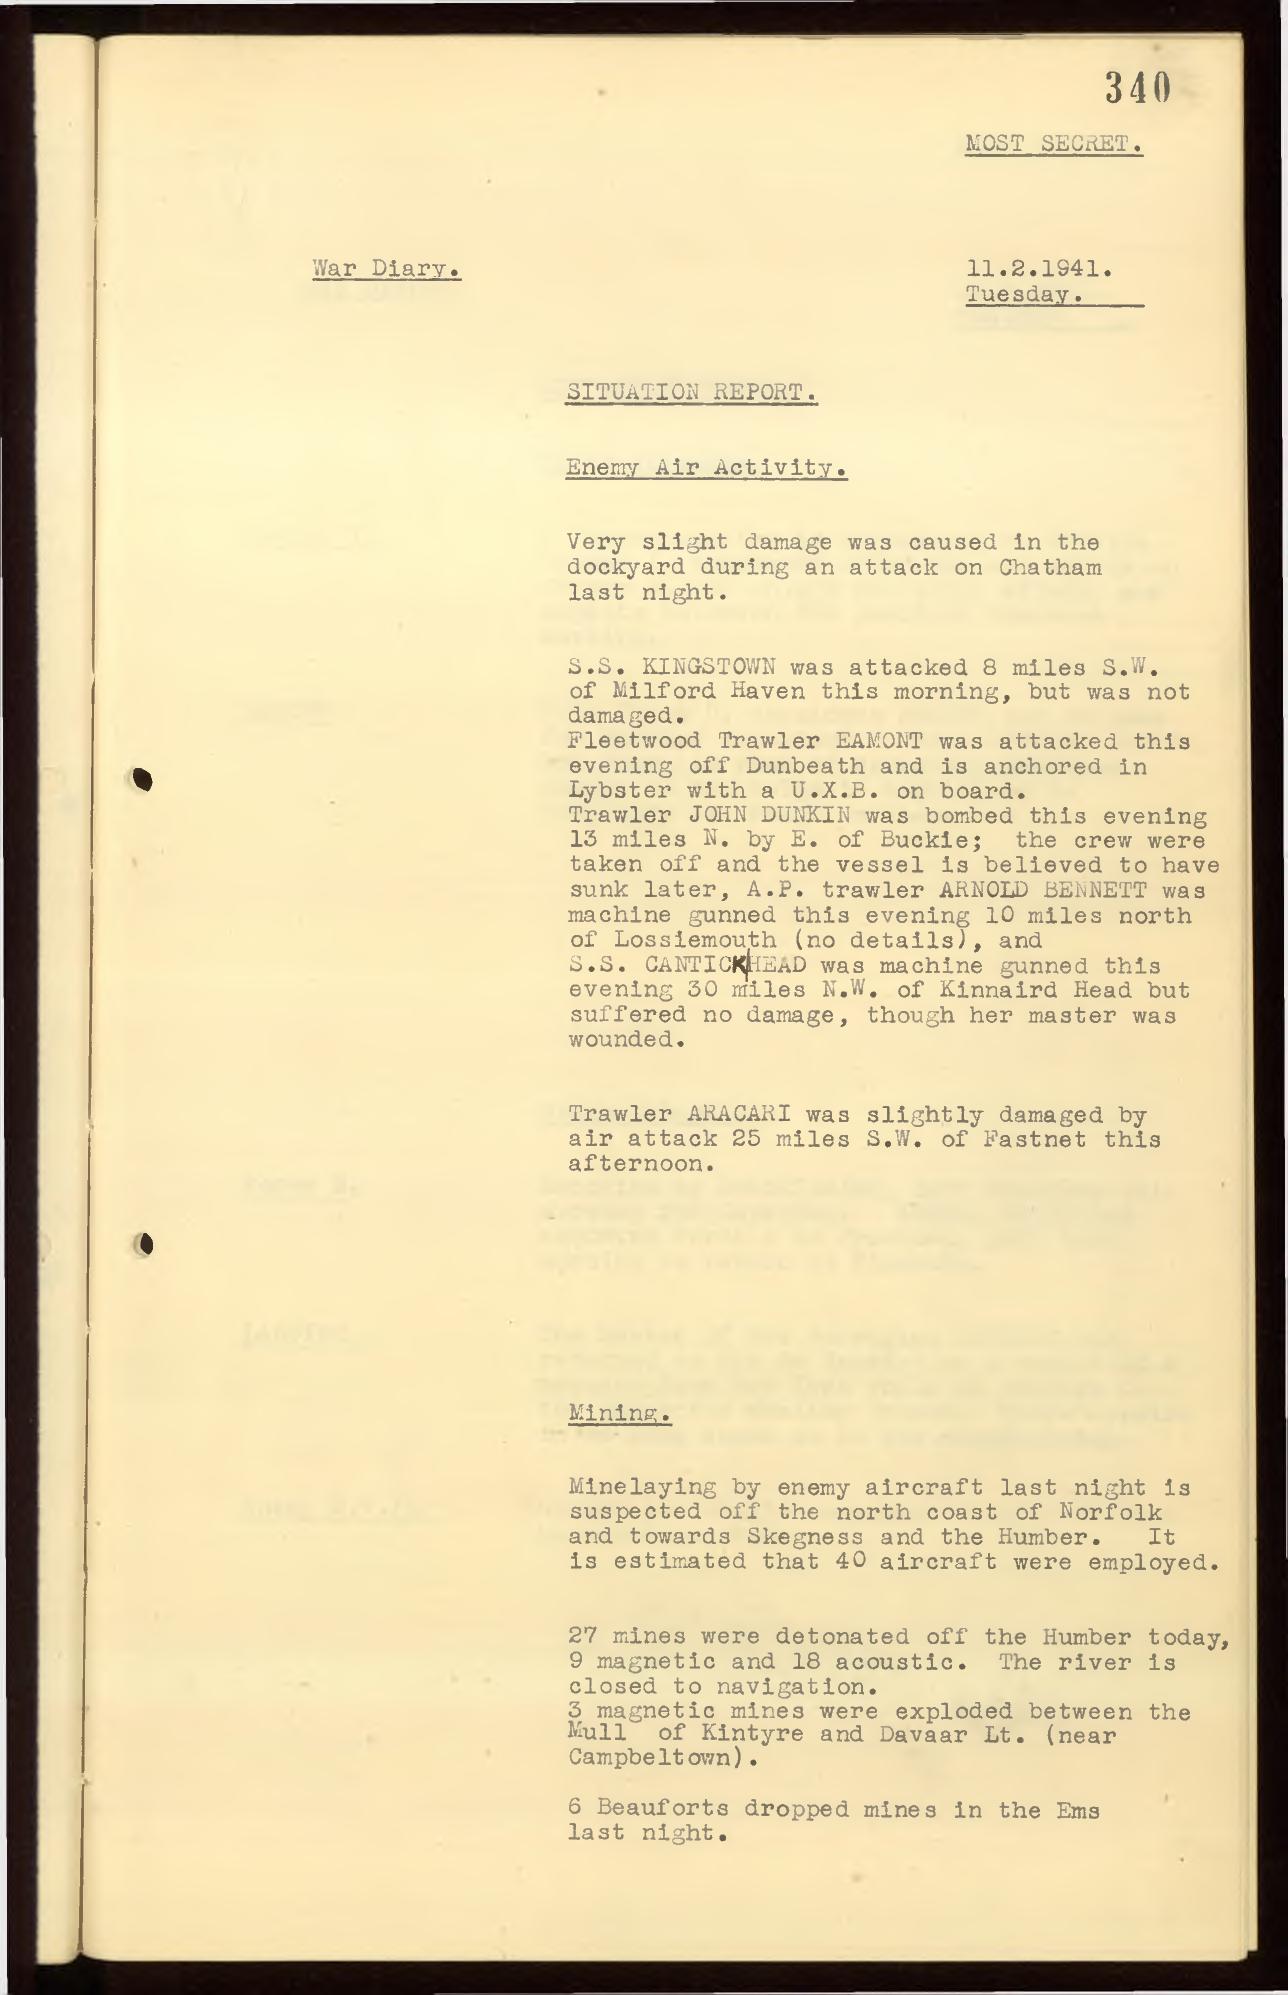 340
MOST SECRET.
War Diary.
11.2.1941.
Tuesday.
SITUATION REPORT.
Enemy Air Activity.
Very slight damage was caused in the
dockyard during an attack on Chatham
last night.
S.S. KINGSTOWN was attacked 8 miles S.W.
of Milford Haven this morning, but was not
damaged.
Fleetwood Trawler EAMONT was attacked this
evening off Dunbeath and is anchored in
Lybster with a U.X.B. on board.
Trawler JOHN DUNKIN was bombed this evening
13 miles N. by E. of Buckie;  the crew were
taken off and the vessel is believed to have
sunk later, A.P. trawler ARNOLD BENNETT was
machine gunned this evening 10 miles north
of Lossiemouth (no details), and
S.S. CANTICKHEAD was machine gunned this
evening 30 miles N.W. of Kinnaird Head but
suffered no damage, though her master was
wounded.
Trawler ARACARI was slightly damaged by
air attack 25 miles S.W. of Fastnet this
afternoon.
Mining.
Minelaying by enemy aircraft last night is
suspected off the north coast of Norfolk
and towards Skegness and the Humber.   It
is estimated that 40 aircraft were employed.
27 mines were detonated off the Humber today,
9 magnetic and 18 acoustic.  The river is
closed to navigation.
3 magnetic mines were exploded between the
Mull  of Kintyre and Davaar Lt. (near
Campbeltown).
6 Beauforts dropped mines in the Ems
last night.